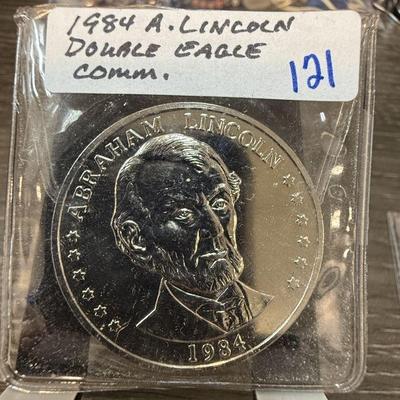 1984 A. LINCOLN
DOUBLE EAGLE
COMM.
121
ABRAHAM LINCOLN
1984